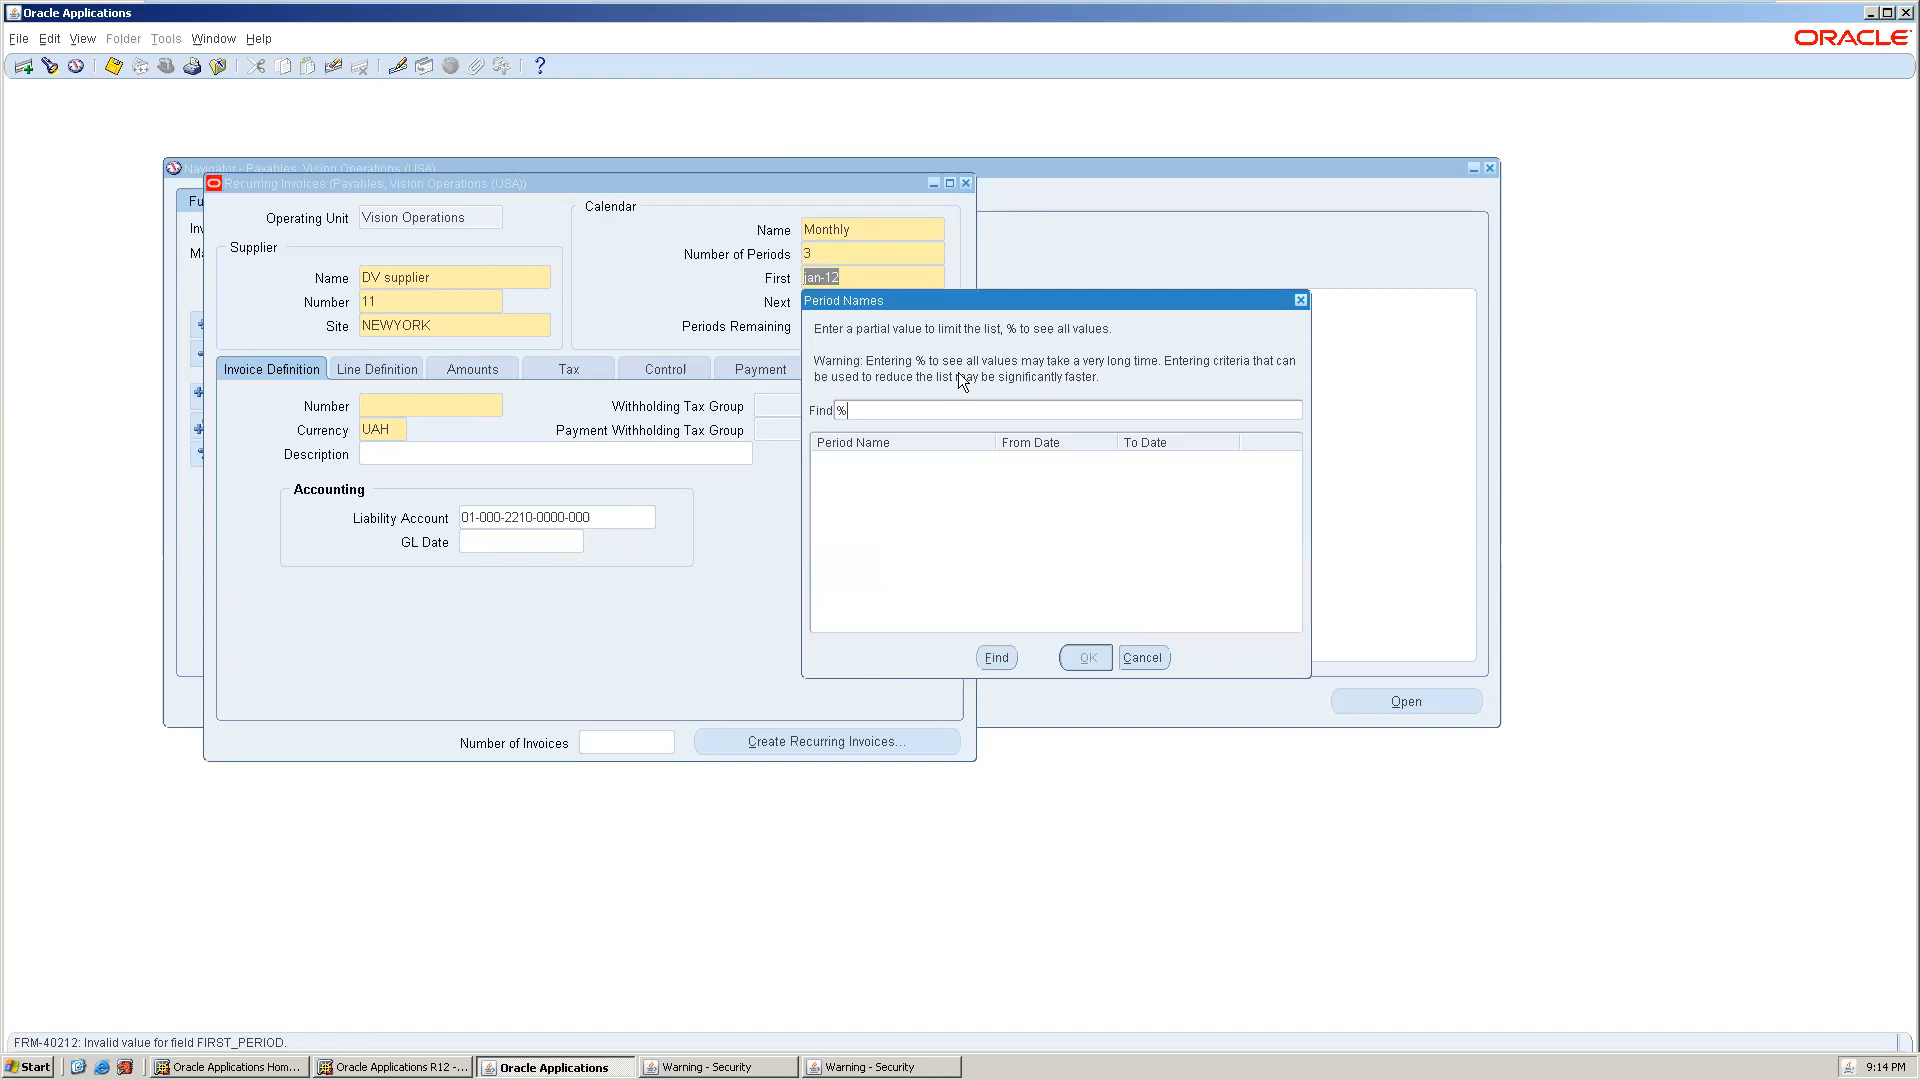 Oracle Applications
File Edit View Folder Tools Window Help
ORACLE
Navigator - Payables, Vision Operations (USA)
Recurring Invoices (Payables, Vision Operations (USA))
Operating Unit Vision Operations
Supplier
Name DV supplier
Number 11
Site NEWYORK
Calendar
Name Monthly
Number of Periods 3
First jan-12
Next
Periods Remaining
Invoice Definition Line Definition Amounts Tax Control Payment
Number
Currency UAH
Description
Withholding Tax Group
Payment Withholding Tax Group
Accounting
Liability Account 01-000-2210-0000-000
GL Date
Number of Invoices
Create Recurring Invoices...
Period Names
Enter a partial value to limit the list, % to see all values.
Warning: Entering % to see all values may take a very long time. Entering criteria that can
be used to reduce the list may be significantly faster.
Find %
Period Name From Date To Date
Find OK Cancel
Open
FRM-40212: Invalid value for field FIRST_PERIOD.
Start Oracle Applications Hom... Oracle Applications R12 -... Oracle Applications Warning - Security Warning - Security 9:14 PM